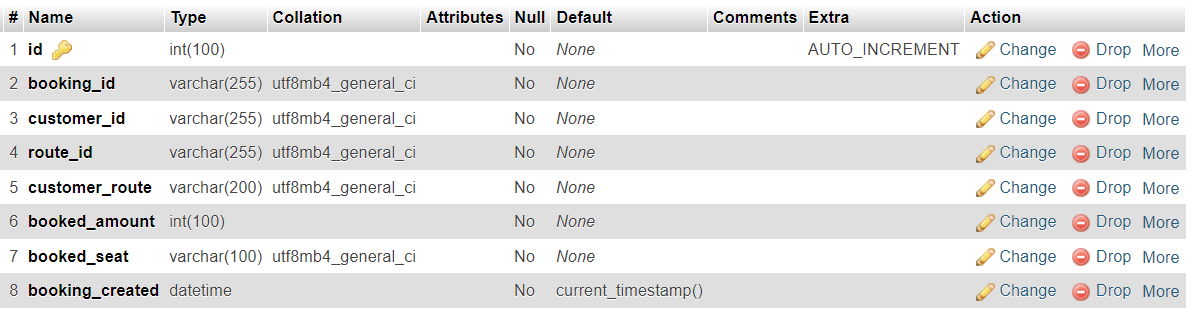 # Name Type Collation Attributes Null Default Comments Extra Action
1 id int(100) No None AUTO_INCREMENT Change Drop More
2 booking_id varchar(255) utf8mb4_general_ci No None Change Drop More
3 customer_id varchar(255) utf8mb4_general_ci No None Change Drop More
4 route_id varchar(255) utf8mb4_general_ci No None Change Drop More
5 customer_route varchar(200) utf8mb4_general_ci No None Change Drop More
6 booked_amount int(100) No None Change Drop More
7 booked_seat varchar(100) utf8mb4_general_ci No None Change Drop More
8 booking_created datetime No current_timestamp() Change Drop More